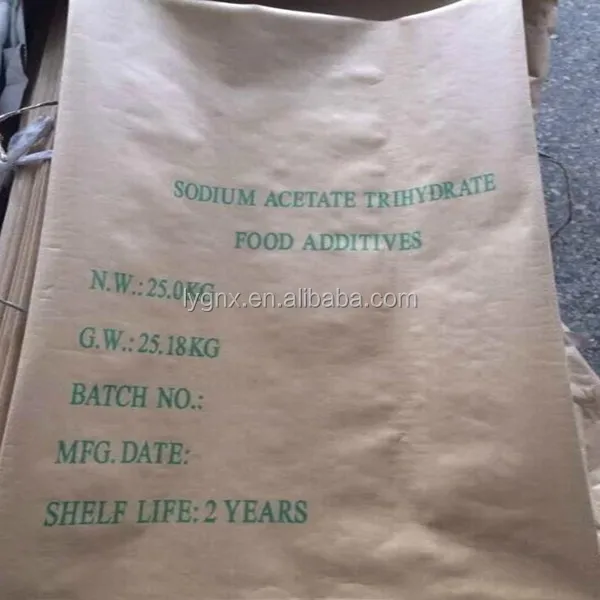 SODIUM ACETATE TRIHYDRATE
FOOD ADDITIVES
N.W.:25.0KG
lygnx.en.alibaba.com
G.W.:25.18KG
BATCH NO.:
MFG. DATE:
SHELF LIFE: 2 YEARS